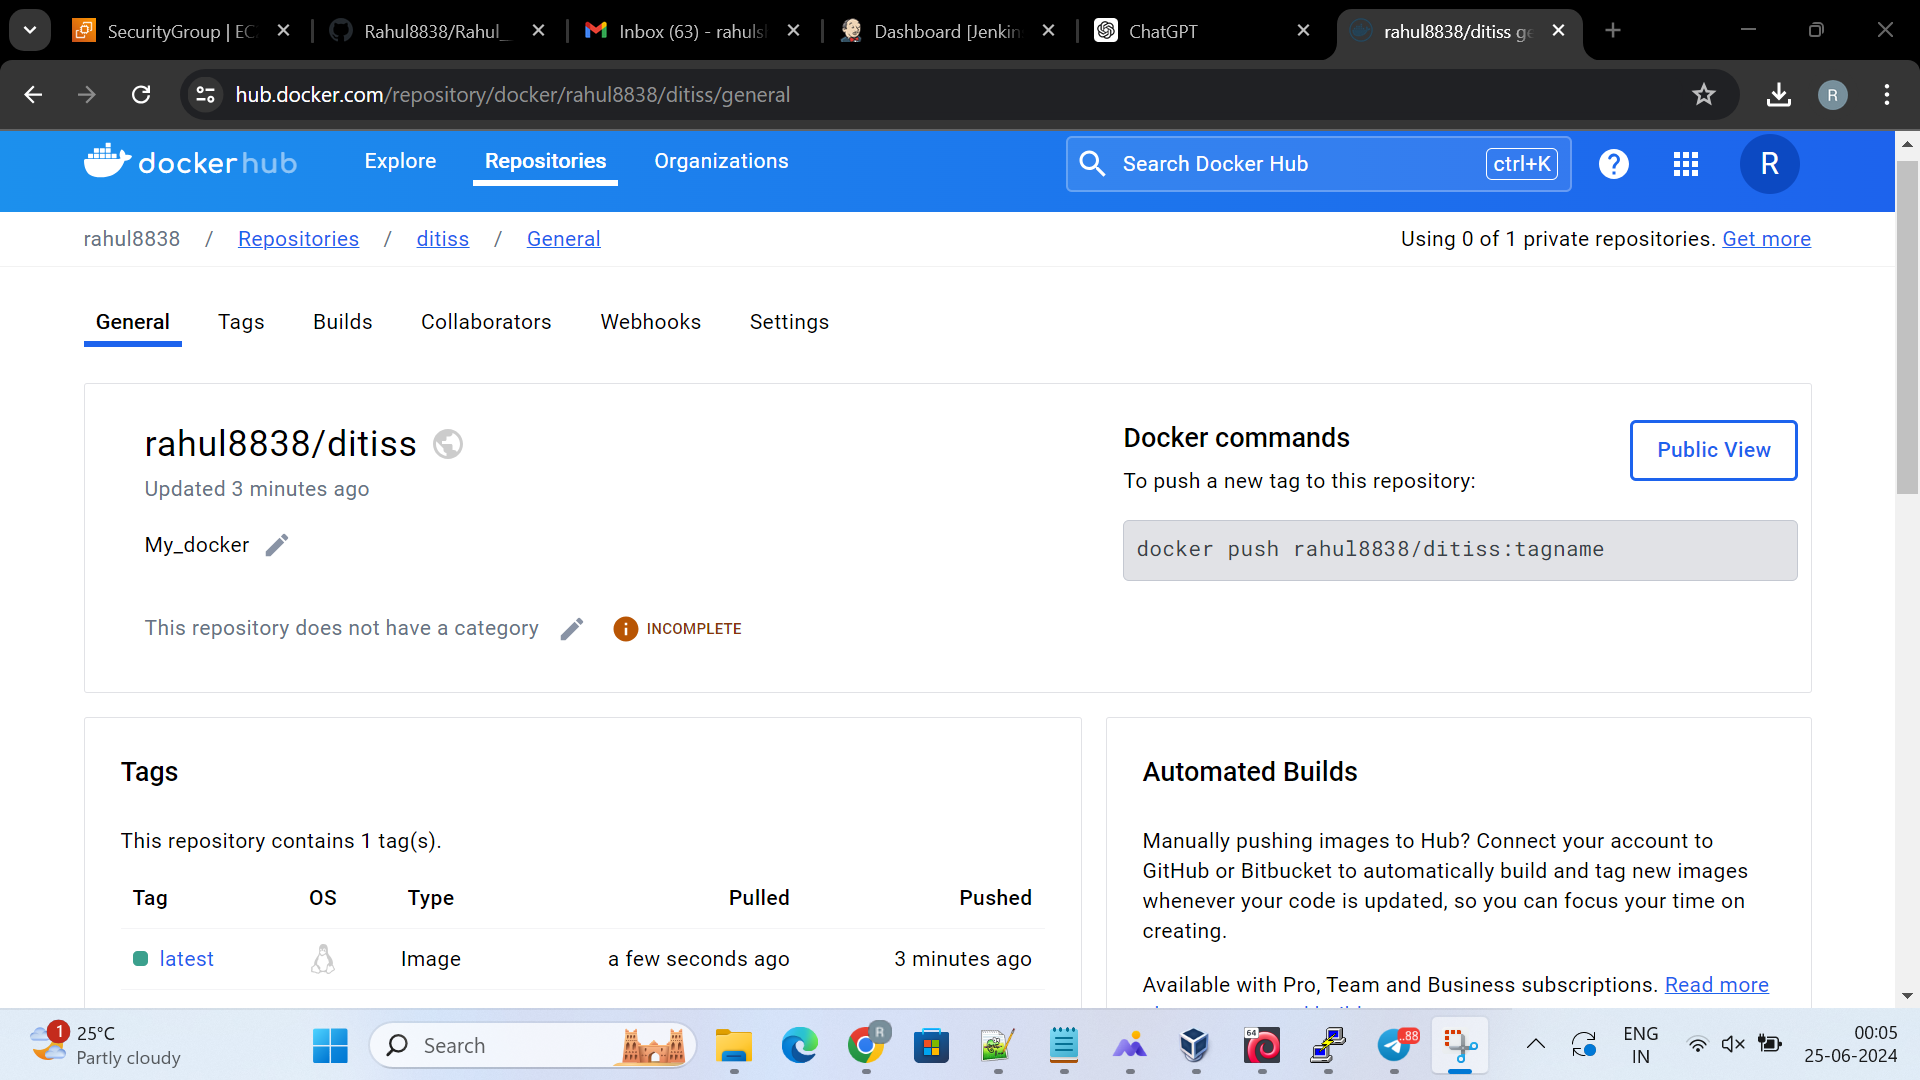 SecurityGroup | EC
Rahul8838/Rahul_
Inbox (63) - rahulsl
Dashboard [Jenkin
ChatGPT
rahul8838/ditiss ge
hub.docker.com/repository/docker/rahul8838/ditiss/general
R
dockerhub
Explore
Repositories
Organizations
Search Docker Hub
ctrl+K
?
R
rahul8838 / Repositories / ditiss / General
Using 0 of 1 private repositories. Get more
General
Tags
Builds
Collaborators
Webhooks
Settings
rahul8838/ditiss
Updated 3 minutes ago
My_docker
This repository does not have a category
i INCOMPLETE
Docker commands
Public View
To push a new tag to this repository:
docker push rahul8838/ditiss:tagname
Tags
This repository contains 1 tag(s).
Tag OS Type Pulled Pushed
latest Image a few seconds ago 3 minutes ago
Automated Builds
Manually pushing images to Hub? Connect your account to
GitHub or Bitbucket to automatically build and tag new images
whenever your code is updated, so you can focus your time on
creating.
Available with Pro, Team and Business subscriptions. Read more
1
25°C
Partly cloudy
Search
R
64
..88
ENG
IN
00:05
25-06-2024